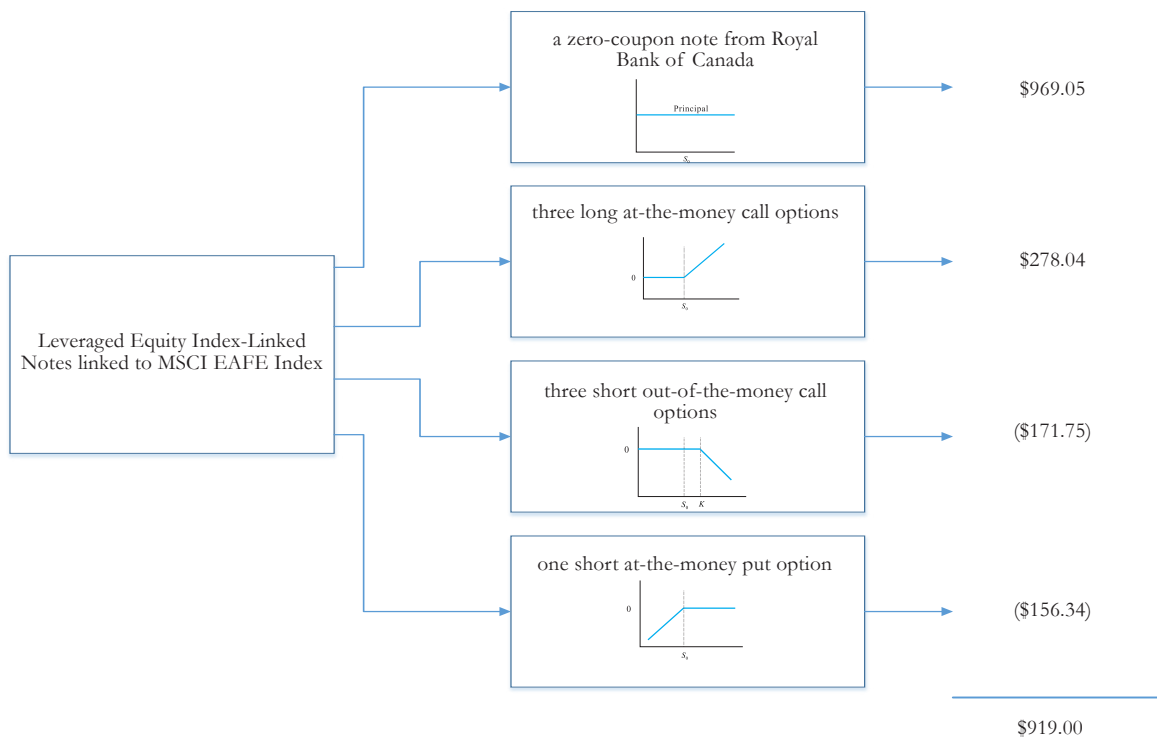 a zero-coupon note from Royal
Bank of Canada
Principal
S₀
$969.05
three long at-the-money call options
0
S₀
$278.04
Leveraged Equity Index-Linked
Notes linked to MSCI EAFE Index
three short out-of-the-money call
options
0
S₀ K
($171.75)
one short at-the-money put option
0
S₀
($156.34)
$919.00